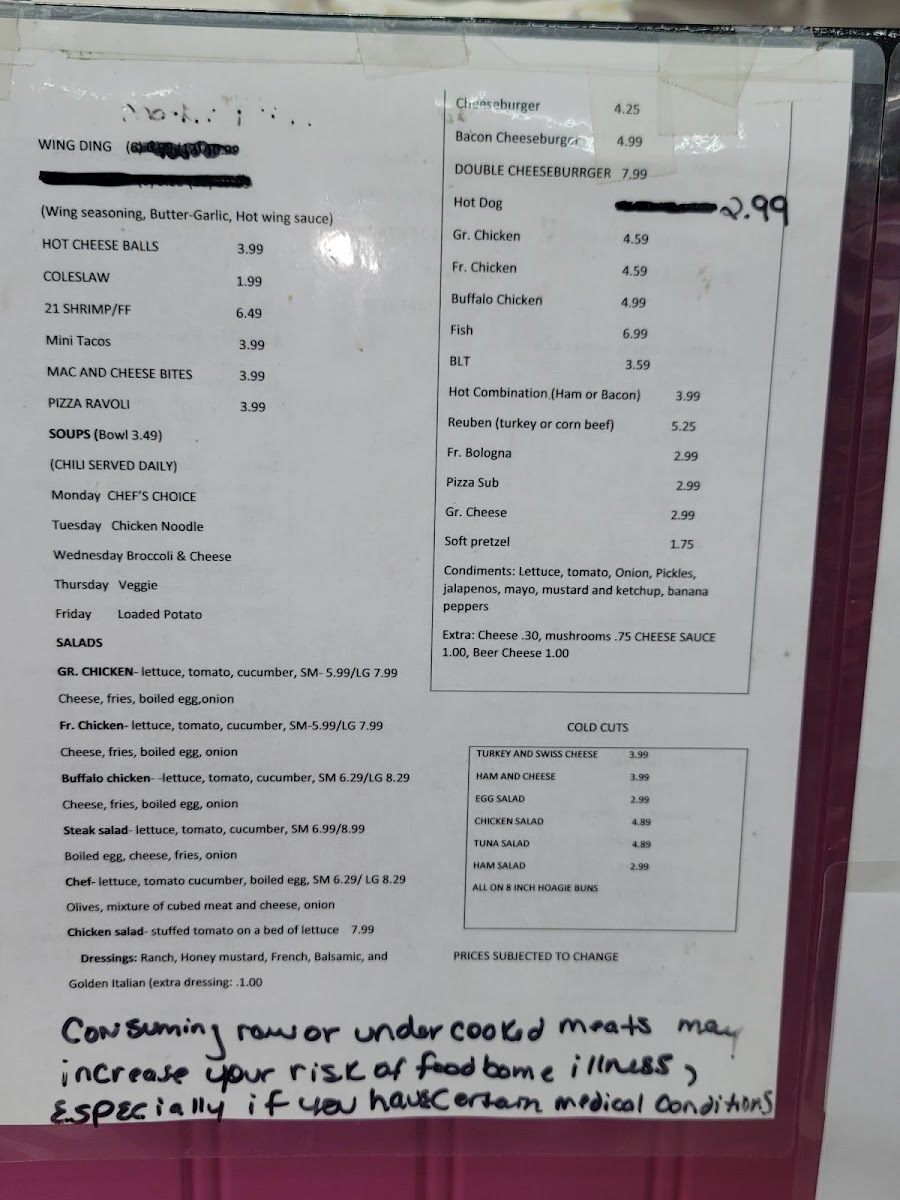 WING DING
(Wing seasoning, Butter-Garlic, Hot wing sauce)
HOT CHEESE BALLS 3.99
COLESLAW 1.99
21 SHRIMP/FF 6.49
Mini Tacos 3.99
MAC AND CHEESE BITES 3.99
PIZZA RAVOLI 3.99
SOUPS (Bowl 3.49)
(CHILI SERVED DAILY)
Monday CHEF'S CHOICE
Tuesday Chicken Noodle
Wednesday Broccoli & Cheese
Thursday Veggie
Friday Loaded Potato
SALADS
GR. CHICKEN- lettuce, tomato, cucumber, SM- 5.99/LG 7.99
Cheese, fries, boiled egg,onion
Fr. Chicken- lettuce, tomato, cucumber, SM-5.99/LG 7.99
Cheese, fries, boiled egg, onion
Buffalo chicken- -lettuce, tomato, cucumber, SM 6.29/LG 8.29
Cheese, fries, boiled egg, onion
Steak salad- lettuce, tomato, cucumber, SM 6.99/8.99
Boiled egg, cheese, fries, onion
Chef- lettuce, tomato cucumber, boiled egg, SM 6.29/ LG 8.29
Olives, mixture of cubed meat and cheese, onion
Chicken salad- stuffed tomato on a bed of lettuce 7.99
Dressings: Ranch, Honey mustard, French, Balsamic, and
Golden Italian (extra dressing: .1.00
Cheeseburger 4.25
Bacon Cheeseburger 4.99
DOUBLE CHEESEBURRGER 7.99
Hot Dog 2.99
Gr. Chicken 4.59
Fr. Chicken 4.59
Buffalo Chicken 4.99
Fish 6.99
BLT 3.59
Hot Combination (Ham or Bacon) 3.99
Reuben (turkey or corn beef) 5.25
Fr. Bologna 2.99
Pizza Sub 2.99
Gr. Cheese 2.99
Soft pretzel 1.75
Condiments: Lettuce, tomato, Onion, Pickles,
jalapenos, mayo, mustard and ketchup, banana
peppers
Extra: Cheese .30, mushrooms .75 CHEESE SAUCE
1.00, Beer Cheese 1.00
COLD CUTS
TURKEY AND SWISS CHEESE 3.99
HAM AND CHEESE 3.99
EGG SALAD 2.99
CHICKEN SALAD 4.89
TUNA SALAD 4.89
HAM SALAD 2.99
ALL ON 8 INCH HOAGIE BUNS
PRICES SUBJECTED TO CHANGE
Consuming raw or undercooked meats may
increase your risk of foodborne illness,
ESPECially if you have certain medical Conditions